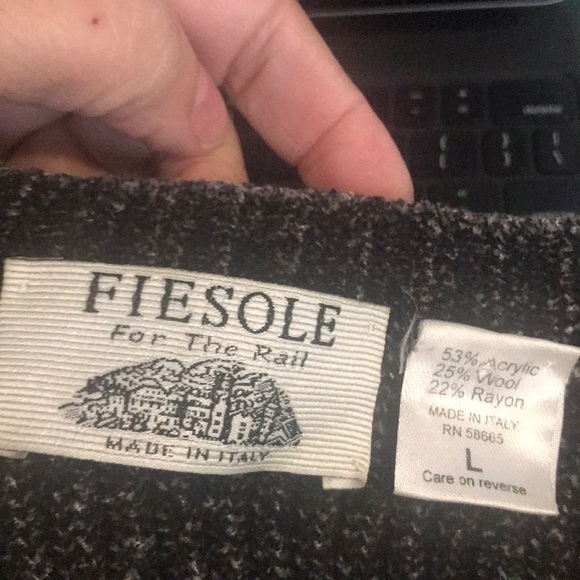 delete
FIESOLE
For The Rail
MADE IN ITALY
53% Acrylic
25% Wool
22% Rayon
MADE IN ITALY
RN 58665
L
Care on reverse